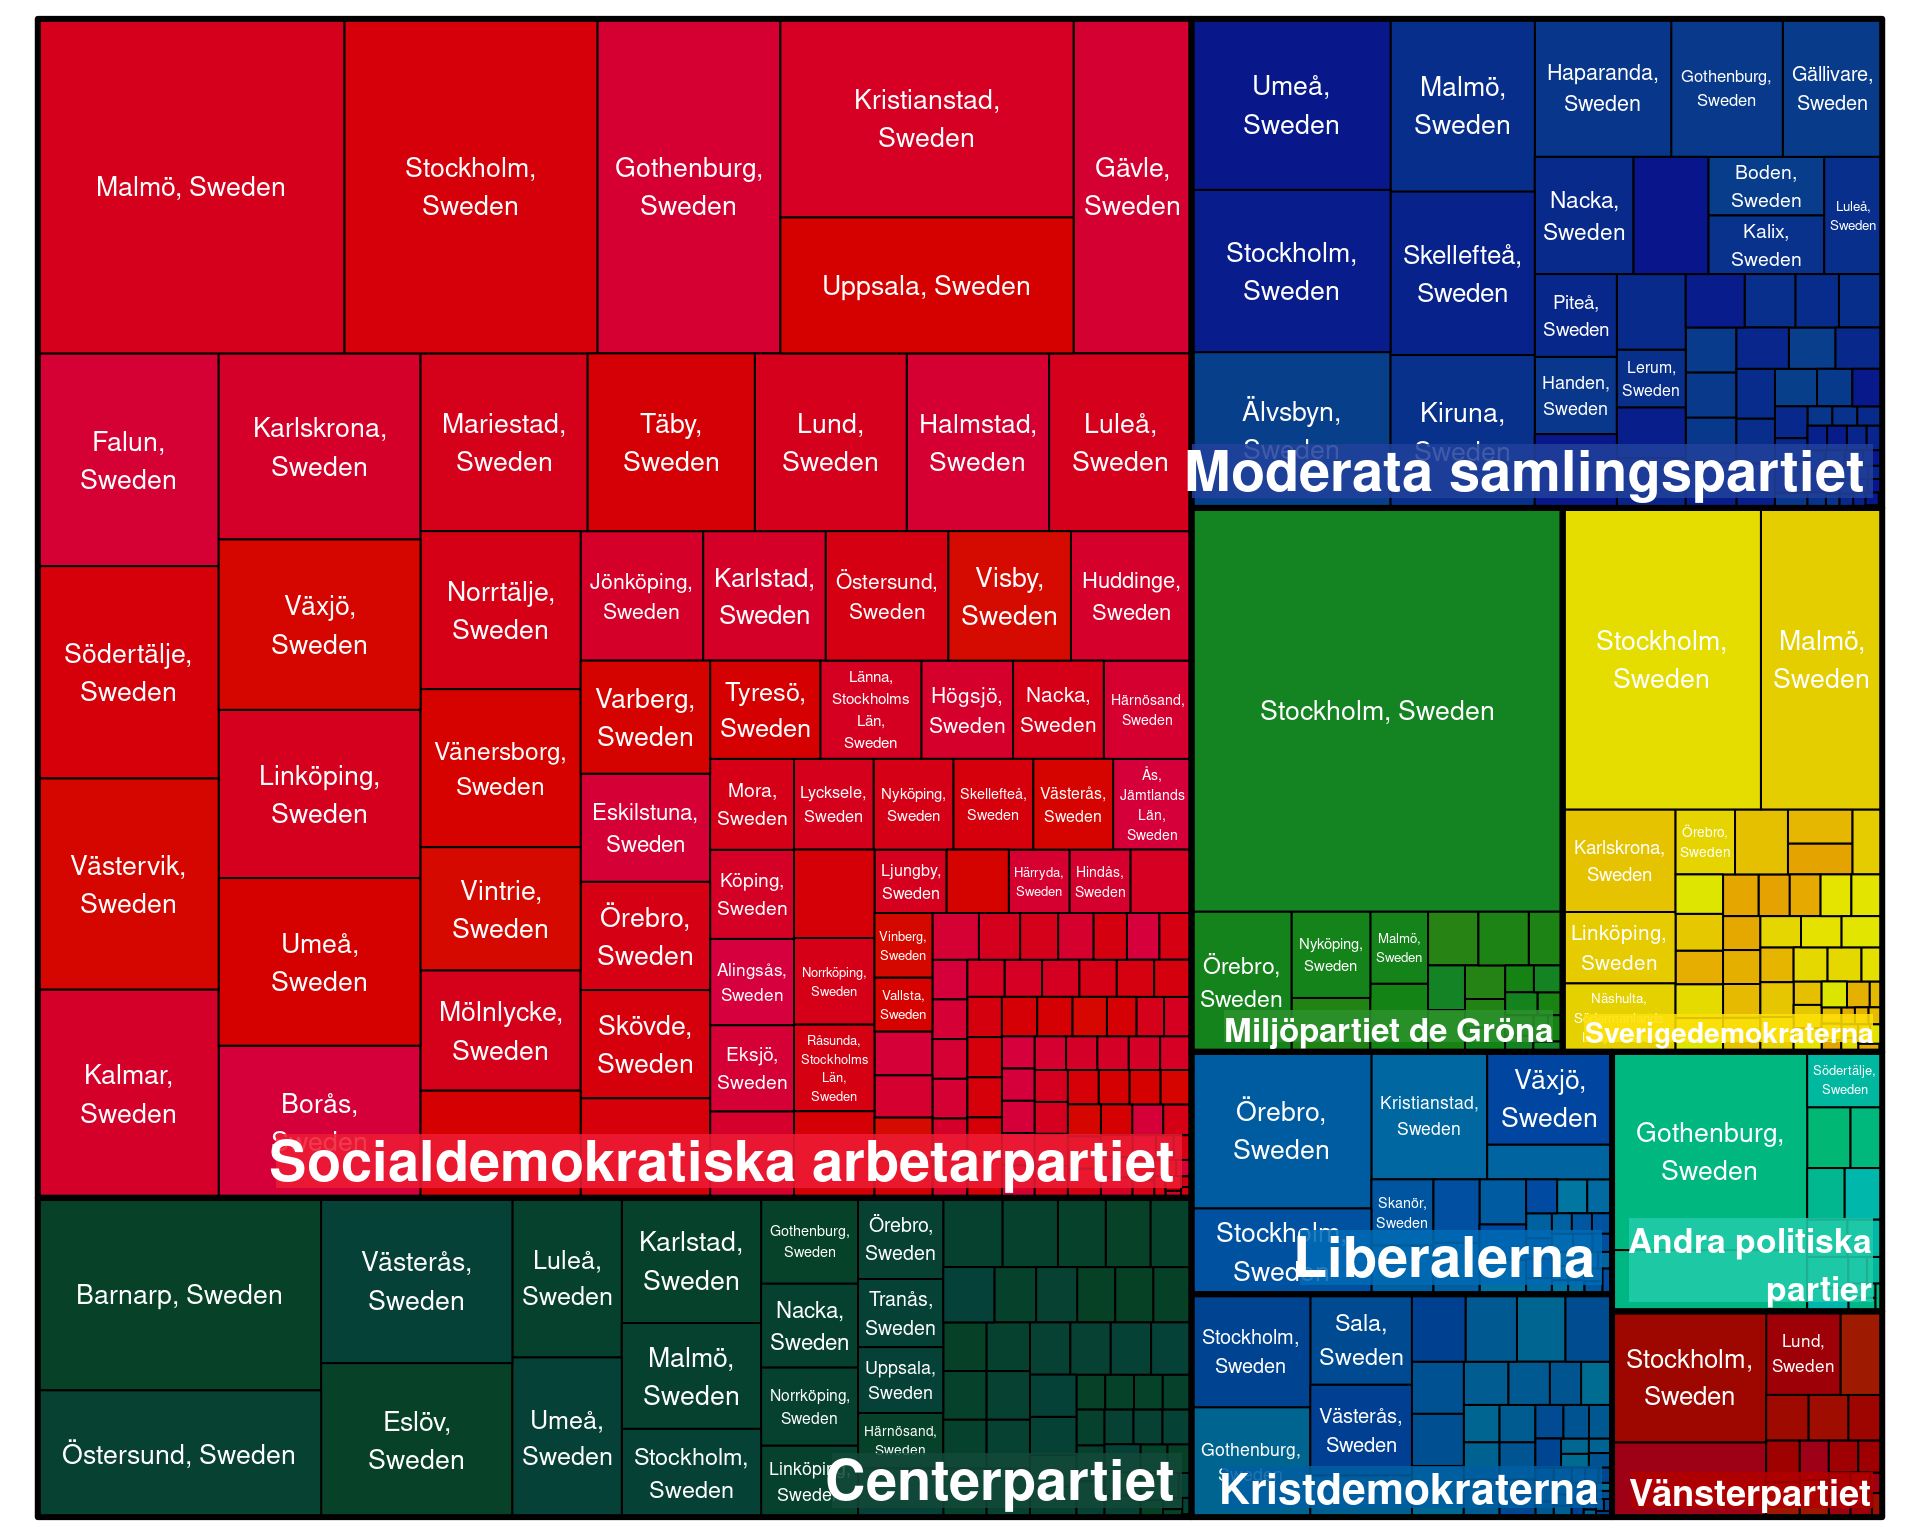 Malmö, Sweden
Stockholm,
Sweden
Gothenburg,
Sweden
Kristianstad,
Sweden
Uppsala, Sweden
Gävle,
Sweden
Falun,
Sweden
Karlskrona,
Sweden
Mariestad,
Sweden
Täby,
Sweden
Lund,
Sweden
Halmstad,
Sweden
Luleå,
Sweden
Södertälje,
Sweden
Västervik,
Sweden
Kalmar,
Sweden
Växjö,
Sweden
Linköping,
Sweden
Umeå,
Sweden
Borås,
Sweden
Norrtälje,
Sweden
Vänersborg,
Sweden
Vintrie,
Sweden
Mölnlycke,
Sweden
Jönköping,
Sweden
Karlstad,
Sweden
Östersund,
Sweden
Visby,
Sweden
Huddinge,
Sweden
Varberg,
Sweden
Eskilstuna,
Sweden
Örebro,
Sweden
Skövde,
Sweden
Tyresö,
Sweden
Länna,
Stockholms
Län,
Sweden
Högsjö,
Sweden
Nacka,
Sweden
Härnösand,
Sweden
Mora,
Sweden
Lycksele,
Sweden
Nyköping,
Sweden
Skellefteå,
Sweden
Västerås,
Sweden
Ås,
Jämtlands
Län,
Sweden
Köping,
Sweden
Alingsås,
Sweden
Eksjö,
Sweden
Norrköping,
Sweden
Råsunda,
Stockholms
Län,
Sweden
Ljungby,
Sweden
Härryda,
Sweden
Hindås,
Sweden
Vinberg,
Sweden
Vallsta,
Sweden
Socialdemokratiska arbetarpartiet
Barnarp, Sweden
Östersund, Sweden
Västerås,
Sweden
Eslöv,
Sweden
Luleå,
Sweden
Umeå,
Sweden
Karlstad,
Sweden
Malmö,
Sweden
Stockholm,
Sweden
Gothenburg,
Sweden
Nacka,
Sweden
Norrköping,
Sweden
Linköping,
Swede
Örebro,
Sweden
Tranås,
Sweden
Uppsala,
Sweden
Härnösand,
Sweden
Centerpartiet
Umeå,
Sweden
Stockholm,
Sweden
Älvsbyn,
Sweden
Malmö,
Sweden
Skellefteå,
Sweden
Kiruna,
Sweden
Haparanda,
Sweden
Gothenburg,
Sweden
Gällivare,
Sweden
Nacka,
Sweden
Boden,
Sweden
Kalix,
Sweden
Luleå,
Sweden
Piteå,
Sweden
Handen,
Sweden
Lerum,
Sweden
Moderata samlingspartiet
Stockholm, Sweden
Örebro,
Sweden
Nyköping,
Sweden
Malmö,
Sweden
Miljöpartiet de Gröna
Stockholm,
Sweden
Malmö,
Sweden
Karlskrona,
Sweden
Linköping,
Sweden
Näshulta,
Örebro,
Sweden
Sverigedemokraterna
Örebro,
Sweden
Stockholm,
Sweden
Kristianstad,
Sweden
Växjö,
Sweden
Skanör,
Sweden
Liberalerna
Gothenburg,
Sweden
Södertälje,
Sweden
Andra politiska
partier
Stockholm,
Sweden
Gothenburg,
Sweden
Sala,
Sweden
Västerås,
Sweden
Kristdemokraterna
Stockholm,
Sweden
Lund,
Sweden
Vänsterpartiet